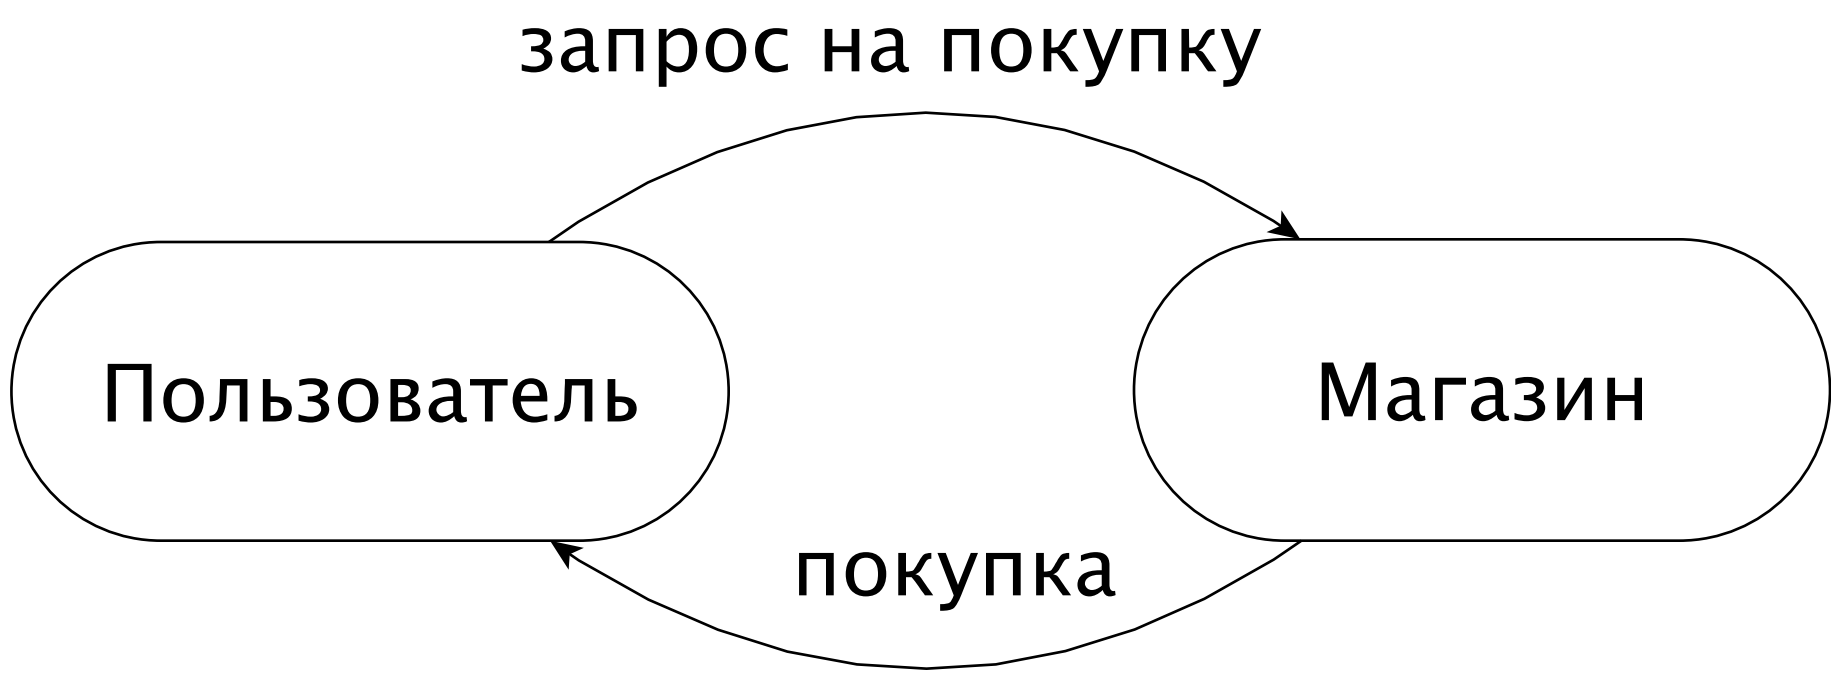 запрос на покупку
Пользователь
Магазин
покупка